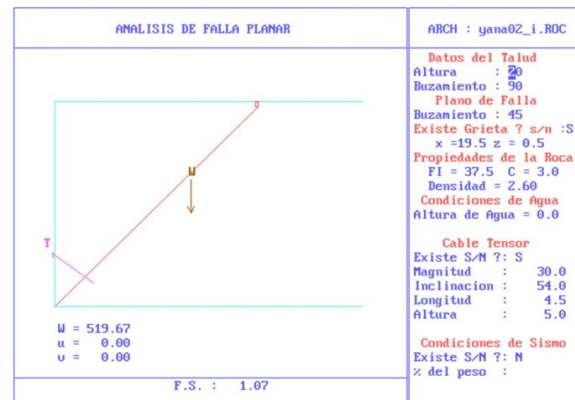 ANALISIS DE FALLA PLANAR
W
T
W = 519.67
u = 0.00
υ = 0.00
F.S. : 1.07
ARCH : yana02_i.ROC
Datos del Talud
Altura : 20
Buzamiento : 90
Plano de Falla
Buzamiento : 45
Existe Grieta ? s/n :S
x =19.5 z = 0.5
Propiedades de la Roca
FI = 37.5 C = 3.0
Densidad = 2.60
Condiciones de Agua
Altura de Agua = 0.0
Cable Tensor
Existe S/N ?: S
Magnitud : 30.0
Inclinacion : 54.0
Longitud : 4.5
Altura : 5.0
Condiciones de Sismo
Existe S/N ?: N
% del peso :